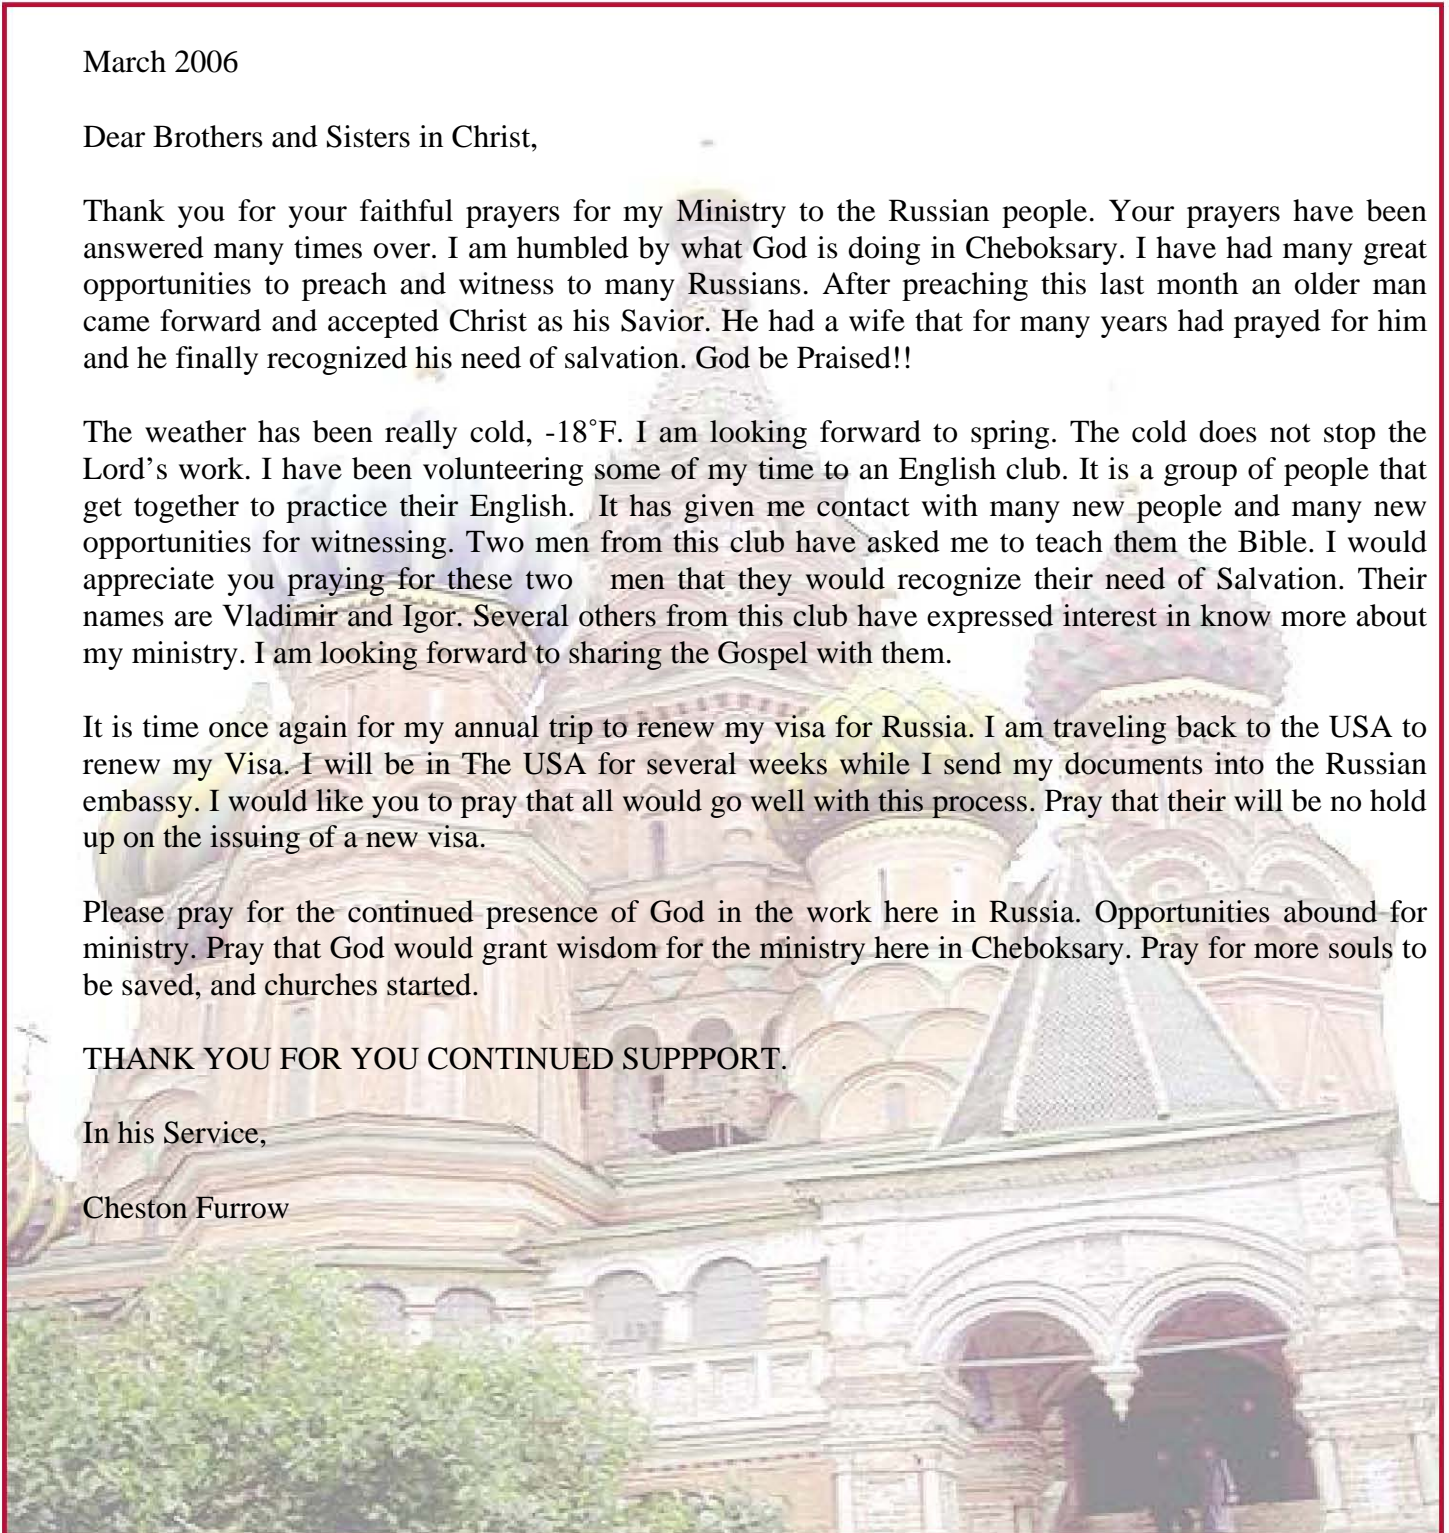 March 2006
Dear Brothers and Sisters in Christ,
Thank you for your faithful prayers for my Ministry to the Russian people. Your prayers have been
answered many times over. I am humbled by what God is doing in Cheboksary. I have had many great
opportunities to preach and witness to many Russians. After preaching this last month an older man
came forward and accepted Christ as his Savior. He had a wife that for many years had prayed for him
and he finally recognized his need of salvation. God be Praised!!
The weather has been really cold, -18˚F. I am looking forward to spring. The cold does not stop the
Lord’s work. I have been volunteering some of my time to an English club. It is a group of people that
get together to practice their English. It has given me contact with many new people and many new
opportunities for witnessing. Two men from this club have asked me to teach them the Bible. I would
appreciate you praying for these two men that they would recognize their need of Salvation. Their
names are Vladimir and Igor. Several others from this club have expressed interest in know more about
my ministry. I am looking forward to sharing the Gospel with them.
It is time once again for my annual trip to renew my visa for Russia. I am traveling back to the USA to
renew my Visa. I will be in The USA for several weeks while I send my documents into the Russian
embassy. I would like you to pray that all would go well with this process. Pray that their will be no hold
up on the issuing of a new visa.
Please pray for the continued presence of God in the work here in Russia. Opportunities abound for
ministry. Pray that God would grant wisdom for the ministry here in Cheboksary. Pray for more souls to
be saved, and churches started.
THANK YOU FOR YOU CONTINUED SUPPPORT.
In his Service,
Cheston Furrow